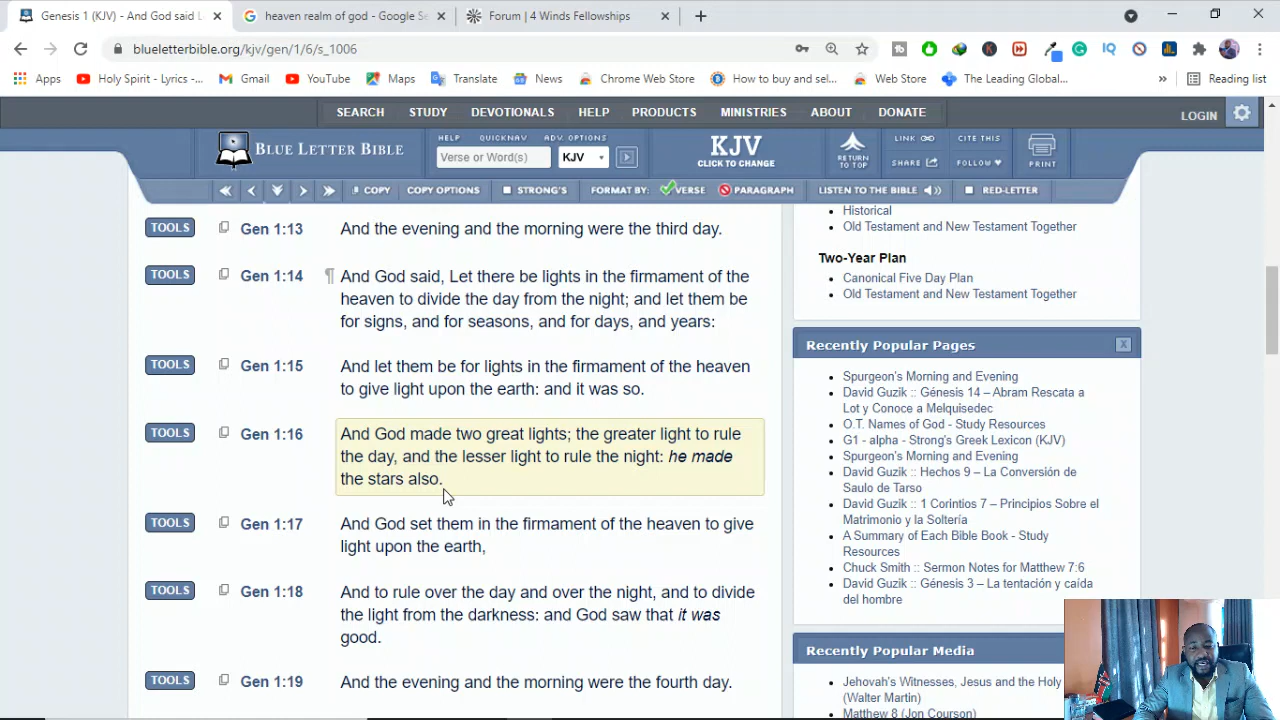 Genesis 1 (KJV) - And God said L
heaven realm of god - Google Se
Forum | 4 Winds Fellowships
blueletterbible.org/kjv/gen/1/6/s_1006
Apps
Holy Spirit - Lyrics -...
Gmail
YouTube
Maps
Translate
News
Chrome Web Store
How to buy and sel...
Web Store
The Leading Global...
»
Reading list
SEARCH
STUDY
DEVOTIONALS
HELP
PRODUCTS
MINISTRIES
ABOUT
DONATE
LOGIN
BLUE LETTER BIBLE
HELP
QUICKNAV
ADV. OPTIONS
Verse or Word(s)
KJV
KJV
CLICK TO CHANGE
RETURN
TO TOP
LINK
CITE THIS
SHARE
FOLLOW
PRINT
COPY
COPY OPTIONS
STRONG'S
FORMAT BY:
VERSE
PARAGRAPH
LISTEN TO THE BIBLE
RED-LETTER
TOOLS
Gen 1:13
And the evening and the morning were the third day.
TOOLS
Gen 1:14
¶ And God said, Let there be lights in the firmament of the
heaven to divide the day from the night; and let them be
for signs, and for seasons, and for days, and years:
TOOLS
Gen 1:15
And let them be for lights in the firmament of the heaven
to give light upon the earth: and it was so.
TOOLS
Gen 1:16
And God made two great lights; the greater light to rule
the day, and the lesser light to rule the night: he made
the stars also.
TOOLS
Gen 1:17
And God set them in the firmament of the heaven to give
light upon the earth,
TOOLS
Gen 1:18
And to rule over the day and over the night, and to divide
the light from the darkness: and God saw that it was
good.
TOOLS
Gen 1:19
And the evening and the morning were the fourth day.
Historical
Old Testament and New Testament Together
Two-Year Plan
Canonical Five Day Plan
Old Testament and New Testament Together
Recently Popular Pages
X
Spurgeon's Morning and Evening
David Guzik :: Génesis 14 – Abram Rescata a
Lot y Conoce a Melquisedec
O.T. Names of God - Study Resources
G1 - alpha - Strong's Greek Lexicon (KJV)
Spurgeon's Morning and Evening
David Guzik :: Hechos 9 – La Conversión de
Saulo de Tarso
David Guzik :: 1 Corintios 7 – Principios Sobre el
Matrimonio y la Soltería
A Summary of Each Bible Book - Study
Resources
Chuck Smith :: Sermon Notes for Matthew 7:6
David Guzik :: Génesis 3 – La tentación y caída
del hombre
Recently Popular Media
Jehovah's Witnesses, Jesus and the Holy
(Walter Martin)
Matthew 8 (Jon Courson)